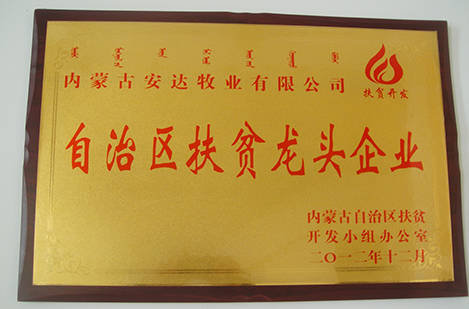 内蒙古安达牧业有限公司
扶贫开发
自治区扶贫龙头企业
内蒙古自治区扶贫
开发小组办公室
二〇一二年十二月